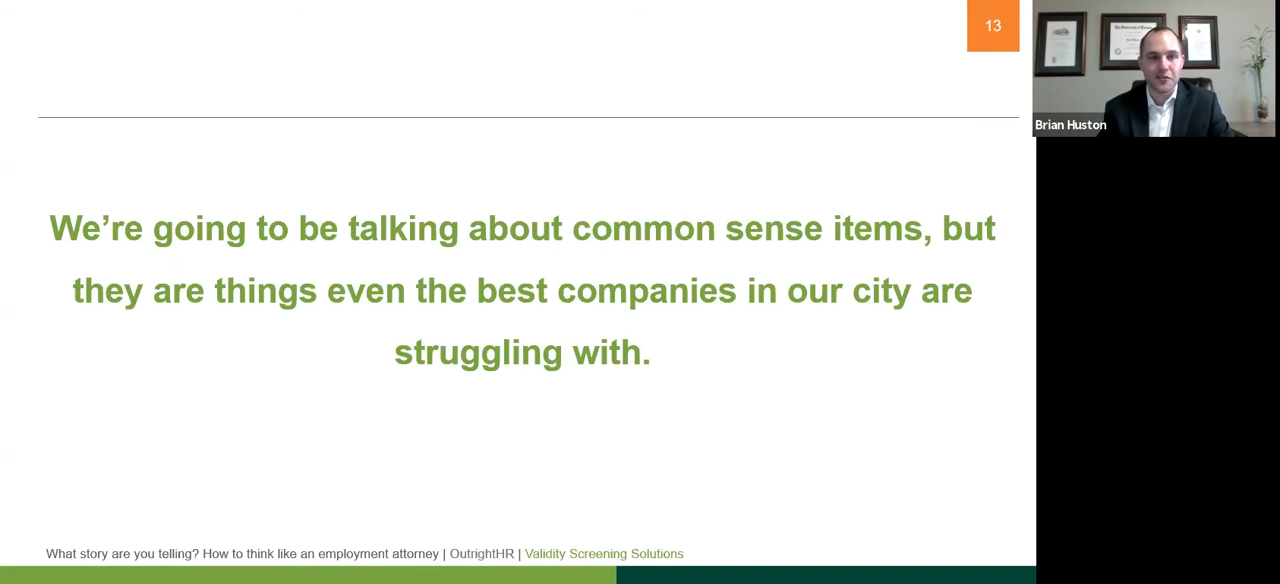 13
Brian Huston
We’re going to be talking about common sense items, but
they are things even the best companies in our city are
struggling with.
What story are you telling? How to think like an employment attorney | OutrightHR | Validity Screening Solutions